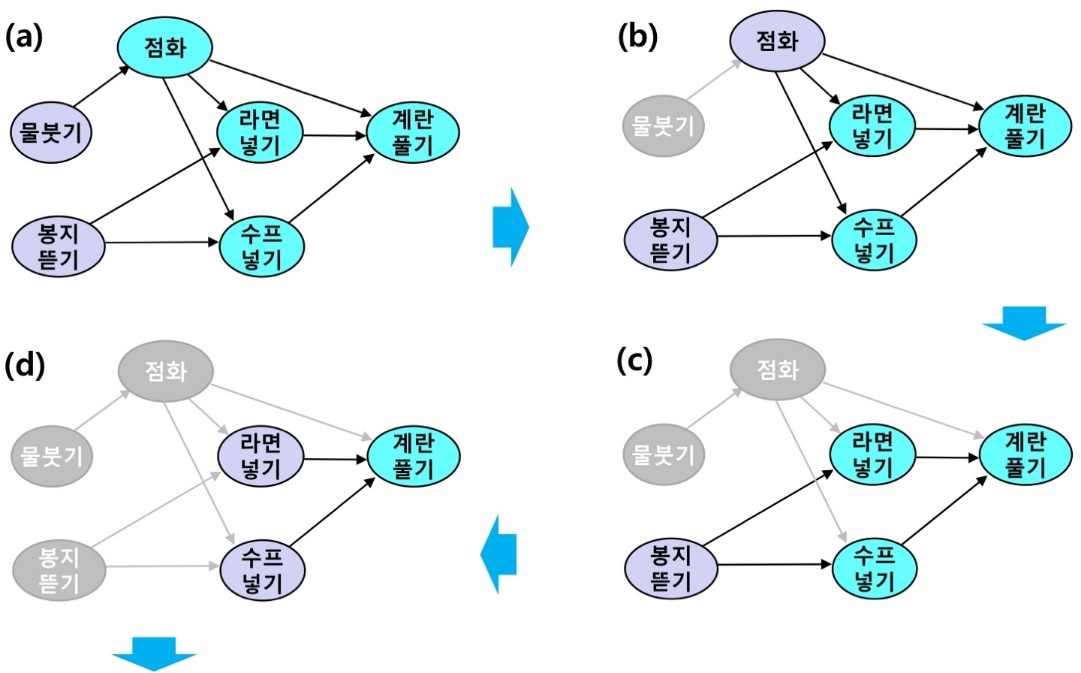 (a)
점화
물붓기
라면
넣기
계란
풀기
봉지
뜯기
수프
넣기
(b)
점화
물붓기
라면
넣기
계란
풀기
봉지
뜯기
수프
넣기
(d)
점화
물붓기
라면
넣기
계란
풀기
봉지
뜯기
수프
넣기
(c)
점화
물붓기
라면
넣기
계란
풀기
봉지
뜯기
수프
넣기